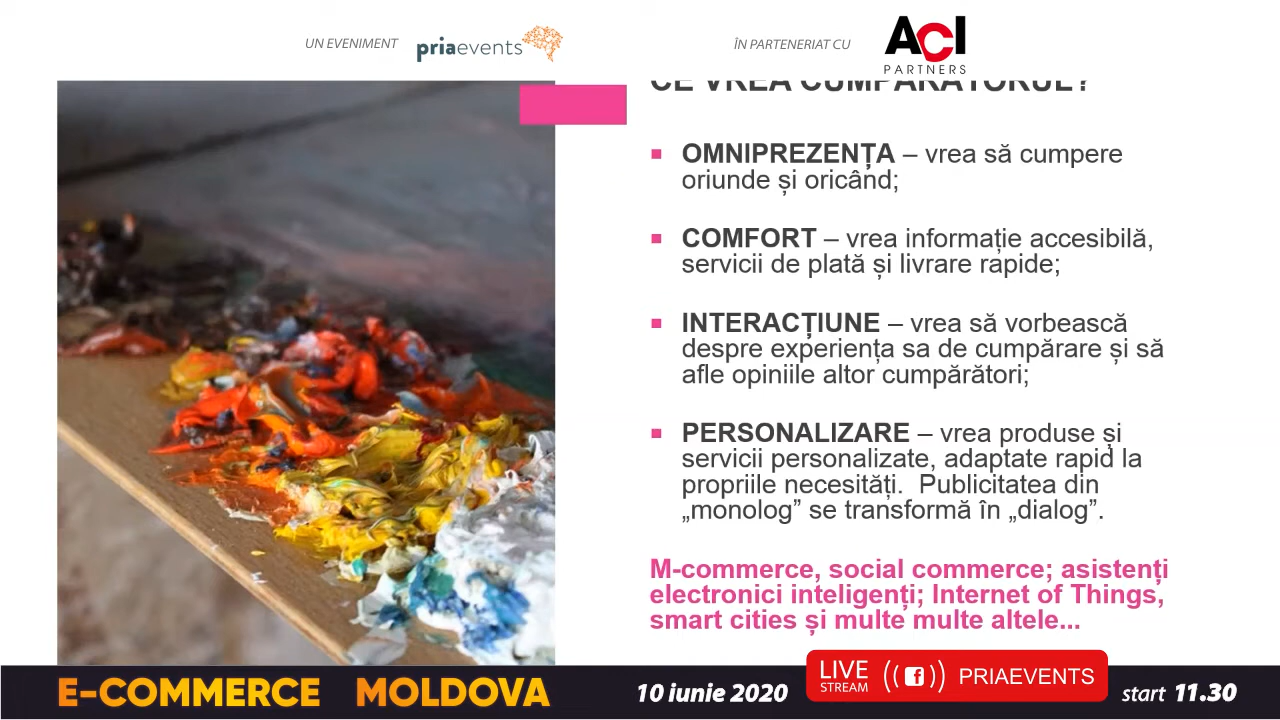 UN EVENIMENT
priaevents
ÎN PARTENERIAT CU
ACI
PARTNERS
CE VREA CUMPĂRĂTORUL?
▪ OMNIPREZENȚA – vrea să cumpere
oriunde și oricând;
▪ COMFORT – vrea informație accesibilă,
servicii de plată și livrare rapide;
▪ INTERACȚIUNE – vrea să vorbească
despre experiența sa de cumpărare și să
afle opiniile altor cumpărători;
▪ PERSONALIZARE – vrea produse și
servicii personalizate, adaptate rapid la
propriile necesități. Publicitatea din
„monolog” se transformă în „dialog”.
M-commerce, social commerce; asistenți
electronici inteligenți; Internet of Things,
smart cities și multe multe altele...
E-COMMERCE MOLDOVA
10 iunie 2020
LIVE
STREAM
PRIAEVENTS
start 11.30